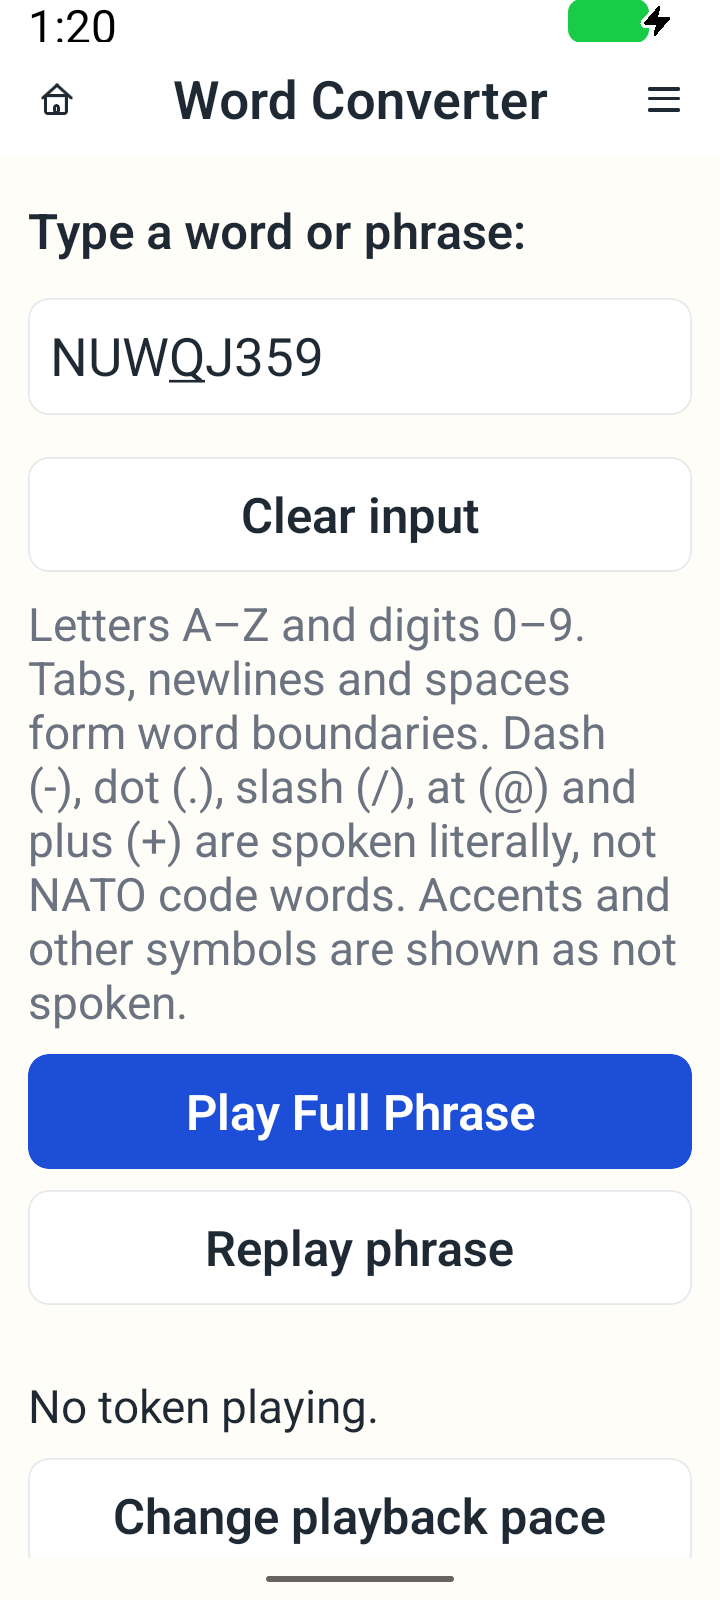 1:20
Word Converter
Type a word or phrase:
NUWQJ359
Clear input
Letters A–Z and digits 0–9.
Tabs, newlines and spaces
form word boundaries. Dash
(-), dot (.), slash (/), at (@) and
plus (+) are spoken literally, not
NATO code words. Accents and
other symbols are shown as not
spoken.
Play Full Phrase
Replay phrase
No token playing.
Change playback pace